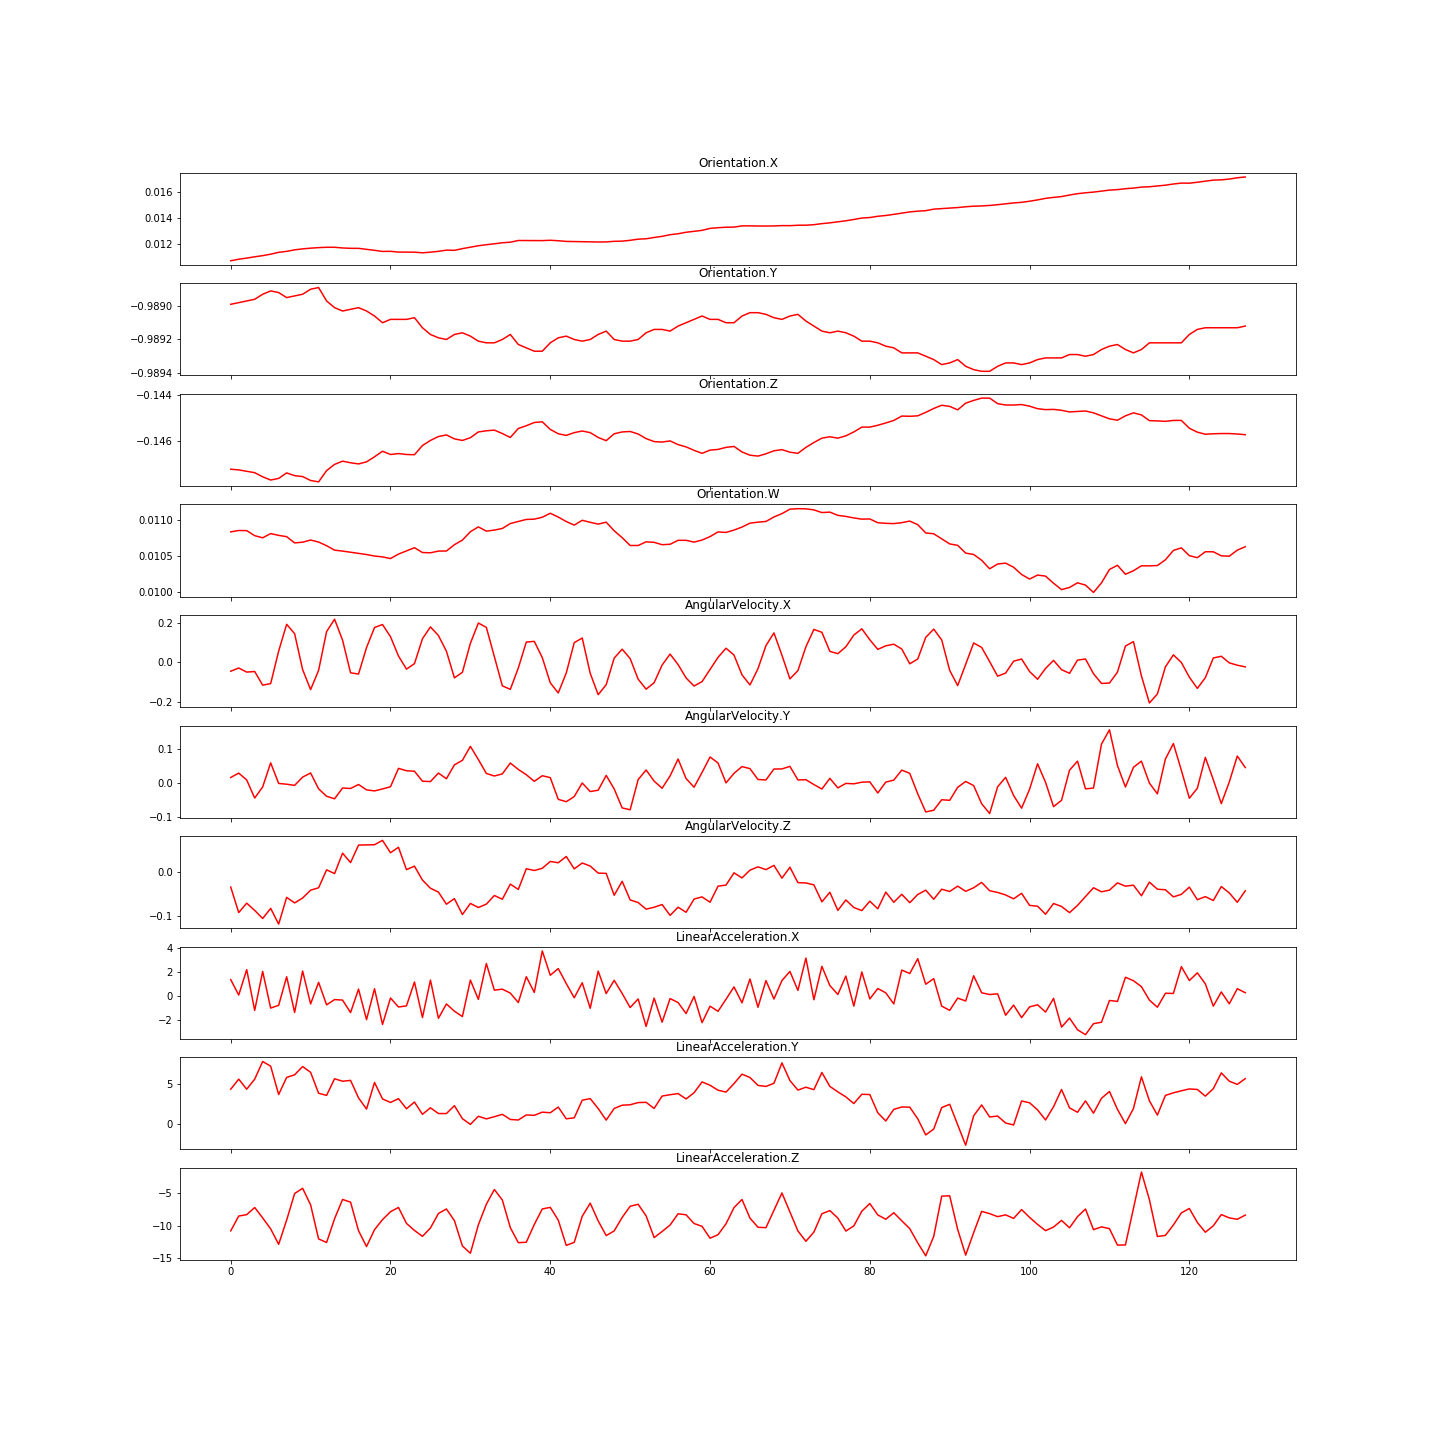 Orientation.X
0.016
0.014
0.012
Orientation.Y
−0.9890
−0.9892
−0.9894
Orientation.Z
−0.144
−0.146
Orientation.W
0.0110
0.0105
0.0100
AngularVelocity.X
0.2
0.0
−0.2
AngularVelocity.Y
0.1
0.0
−0.1
AngularVelocity.Z
0.0
−0.1
LinearAcceleration.X
4
2
0
−2
LinearAcceleration.Y
5
0
LinearAcceleration.Z
−5
−10
−15
0 20 40 60 80 100 120